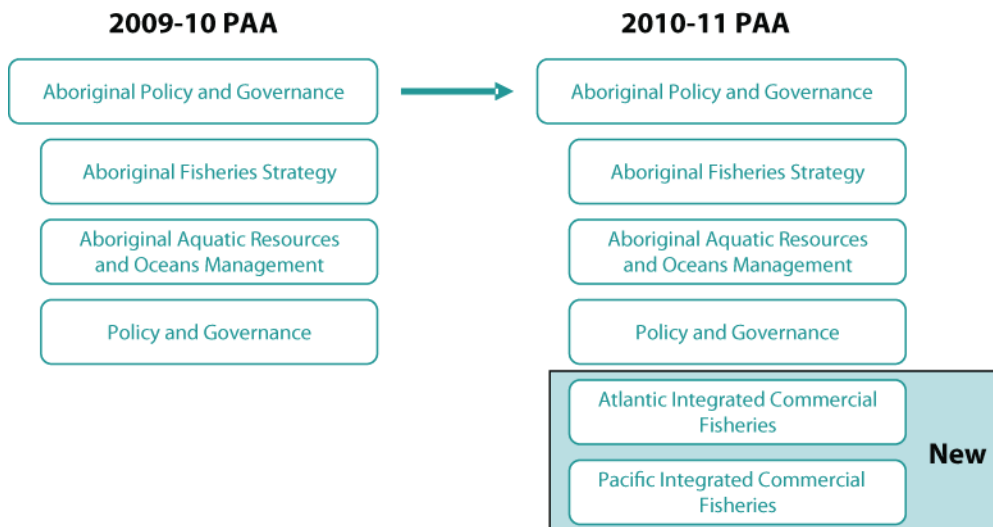 2009-10 PAA
Aboriginal Policy and Governance
Aboriginal Fisheries Strategy
Aboriginal Aquatic Resources
and Oceans Management
Policy and Governance
2010-11 PAA
Aboriginal Policy and Governance
Aboriginal Fisheries Strategy
Aboriginal Aquatic Resources
and Oceans Management
Policy and Governance
Atlantic Integrated Commercial
Fisheries
Pacific Integrated Commercial
Fisheries
New